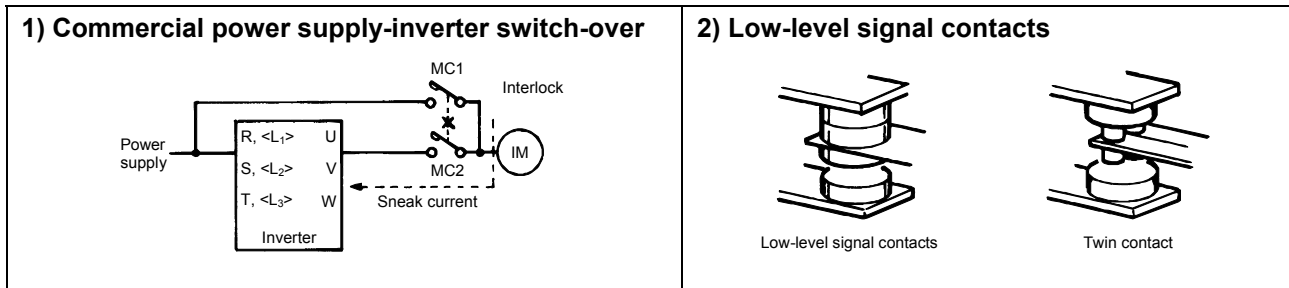 1) Commercial power supply-inverter switch-over
MC1
Interlock
Power
supply
R, <L₁> U
IM
S, <L₂> V
MC2
T, <L₃> W
Sneak current
Inverter
2) Low-level signal contacts
Low-level signal contacts
Twin contact